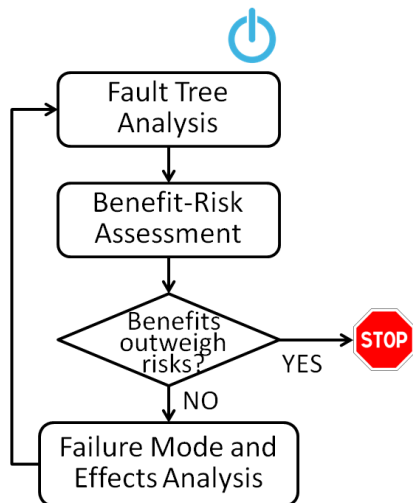 Fault Tree
Analysis
Benefit-Risk
Assessment
Benefits
outweigh
risks?
YES
STOP
NO
Failure Mode and
Effects Analysis